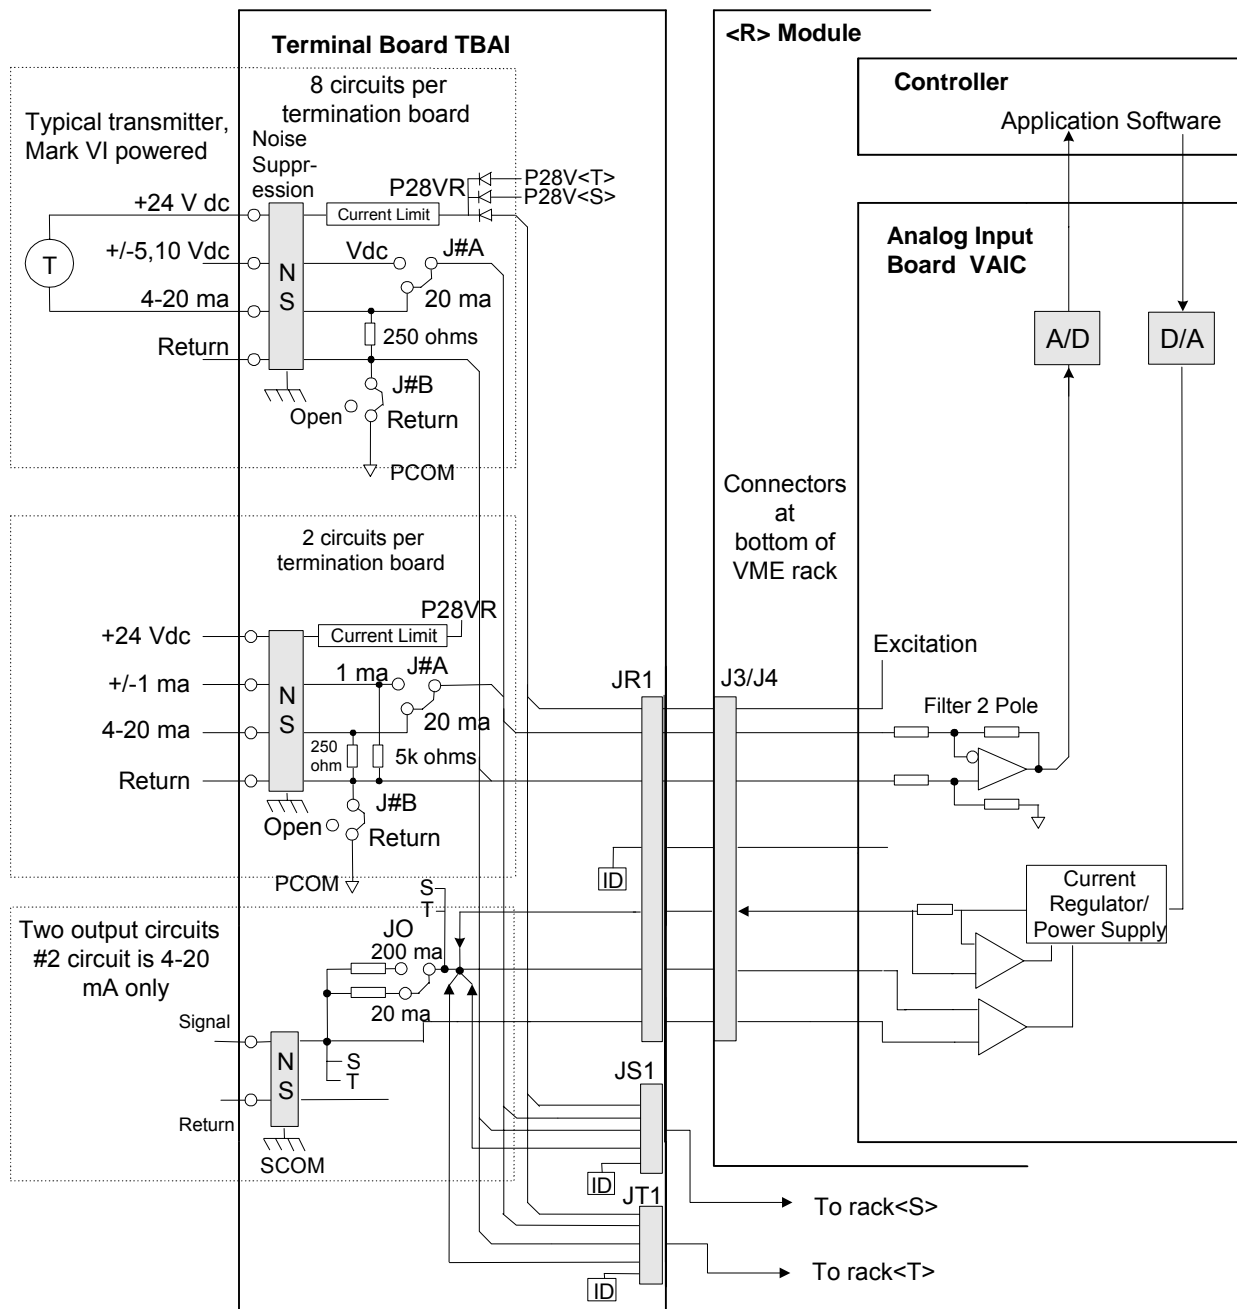 Terminal Board TBAI
<R> Module
8 circuits per
termination board
Controller
Application Software
Typical transmitter,
Mark VI powered
Noise
Suppr-
ession
P28V<T>
P28V<S>
P28VR
+24 V dc
Current Limit
Analog Input
Board VAIC
+/-5,10 Vdc
Vdc
J#A
T
N
S
4-20 ma
20 ma
250 ohms
A/D
D/A
Return
J#B
Open
Return
PCOM
Connectors
at
bottom of
VME rack
2 circuits per
termination board
P28VR
+24 Vdc
Current Limit
Excitation
1 ma
J#A
JR1
J3/J4
+/-1 ma
N
S
Filter 2 Pole
4-20 ma
20 ma
250
ohm
5k ohms
Return
J#B
Open
Return
PCOM
ID
S
T
Current
Regulator/
Power Supply
Two output circuits
#2 circuit is 4-20
mA only
JO
200 ma
20 ma
Signal
N
S
S
T
JS1
Return
SCOM
ID
JT1
To rack<S>
To rack<T>
ID